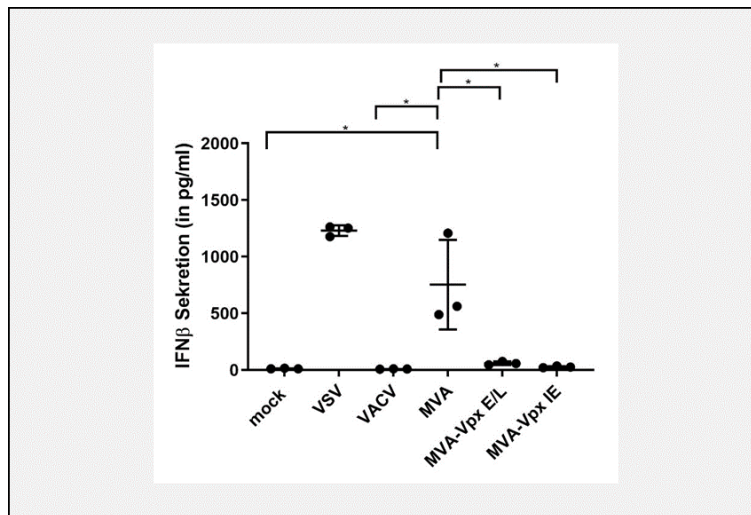 *
*
*
*
2000
1500
1000
500
0
IFNβ Sekretion (in pg/ml)
mock
VSV
VACV
MVA
MVA-Vpx E/L
MVA-Vpx IE